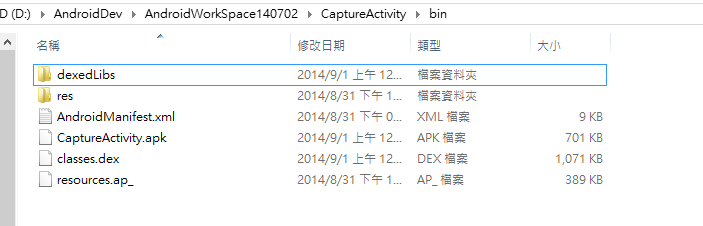 D (D:) ▸ AndroidDev ▸ AndroidWorkSpace140702 ▸ CaptureActivity ▸ bin
名稱 修改日期 類型 大小
dexedLibs 2014/9/1 上午 12... 檔案資料夾
res 2014/8/31 下午 1... 檔案資料夾
AndroidManifest.xml 2014/8/31 下午 0... XML 檔案 9 KB
CaptureActivity.apk 2014/9/1 上午 12... APK 檔案 701 KB
classes.dex 2014/9/1 上午 12... DEX 檔案 1,071 KB
resources.ap_ 2014/8/31 下午 1... AP_ 檔案 389 KB